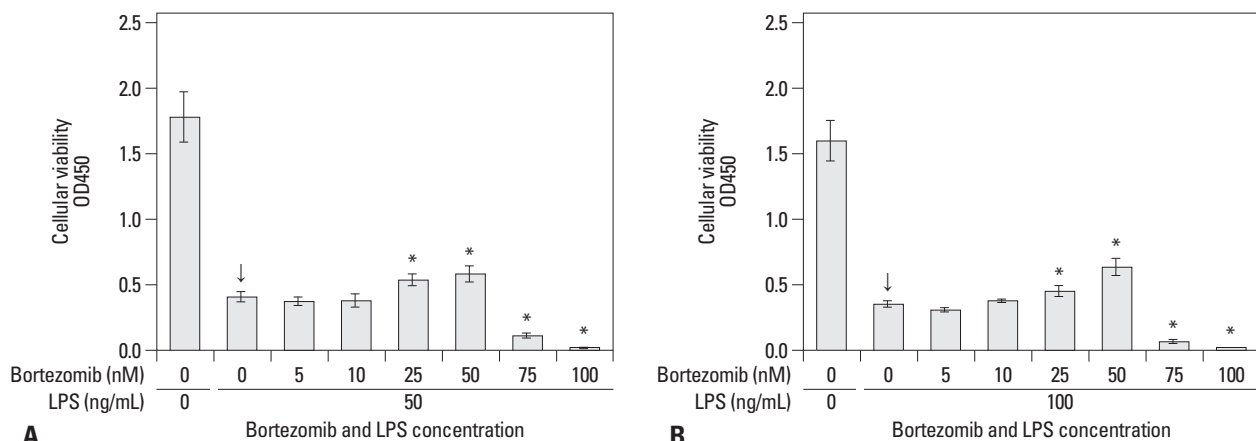 2.5
2.0
1.5
1.0
0.5
0.0
Cellular viability
OD450
↓
*
*
*
*
Bortezomib (nM) 0 0 5 10 25 50 75 100
LPS (ng/mL) 0 50
Bortezomib and LPS concentration
A
2.5
2.0
1.5
1.0
0.5
0.0
Cellular viability
OD450
↓
*
*
*
*
Bortezomib (nM) 0 0 5 10 25 50 75 100
LPS (ng/mL) 0 100
Bortezomib and LPS concentration
B